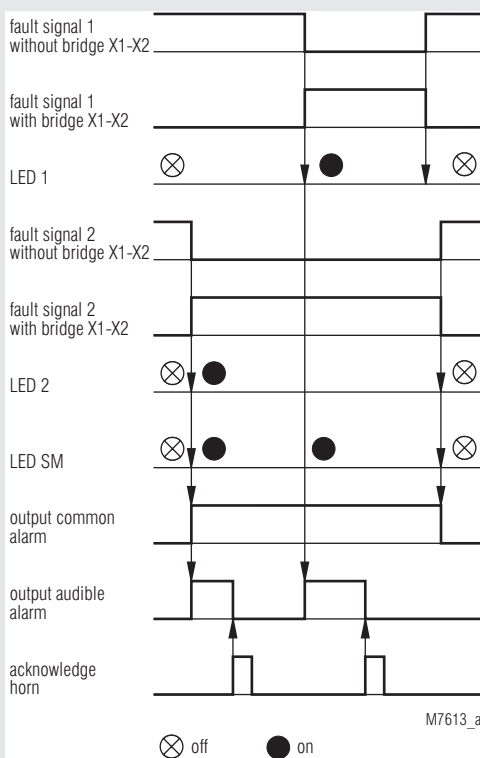 fault signal 1
without bridge X1-X2
fault signal 1
with bridge X1-X2
LED 1
fault signal 2
without bridge X1-X2
fault signal 2
with bridge X1-X2
LED 2
LED SM
output common
alarm
output audible
alarm
acknowledge
horn
M7613_a
off on